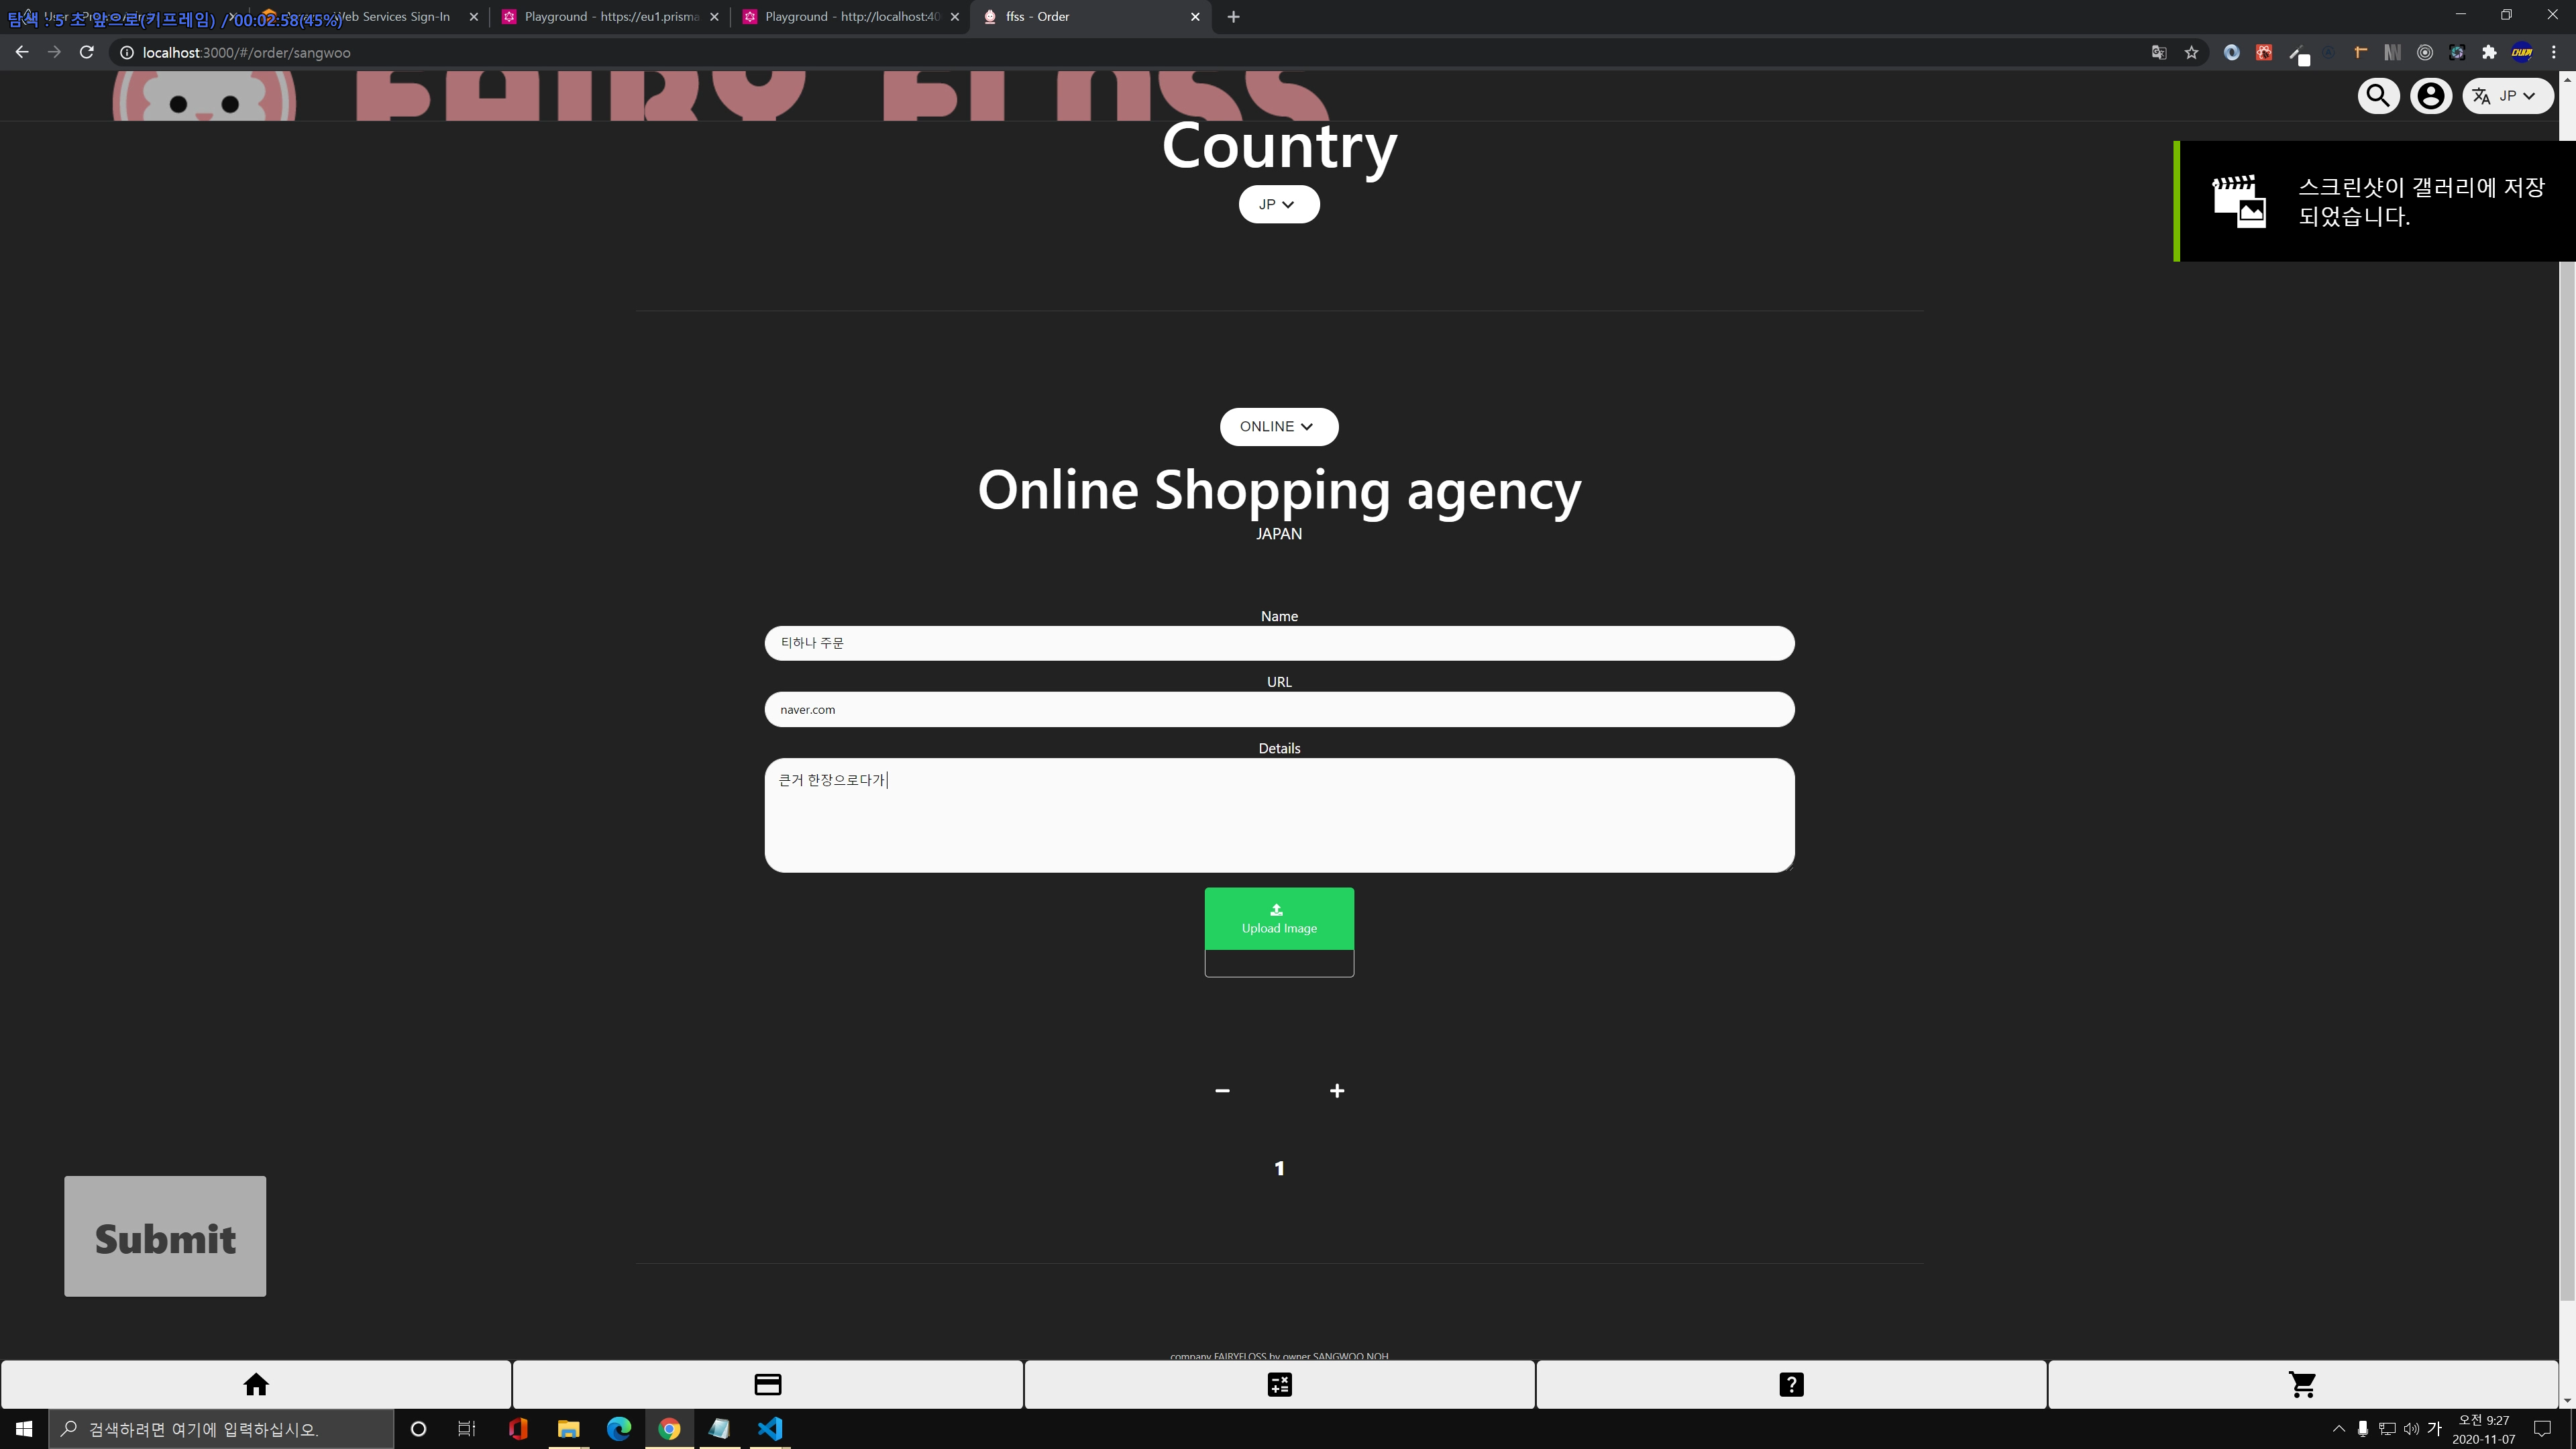 탐색 : 5 초 앞으로(키프레임) / 00:02:58(45%)
Web Services Sign-In
Playground - https://eu1.prisma
Playground - http://localhost:40
ffss - Order
localhost:3000/#/order/sangwoo
FAIRY FLOSS
JP
Country
JP
스크린샷이 갤러리에 저장
되었습니다.
ONLINE
Online Shopping agency
JAPAN
Name
티하나 주문
URL
naver.com
Details
큰거 한장으로다가
Upload Image
1
Submit
company FAIRYFLOSS by owner SANGWOO NOH
검색하려면 여기에 입력하십시오.
가
오전 9:27
2020-11-07